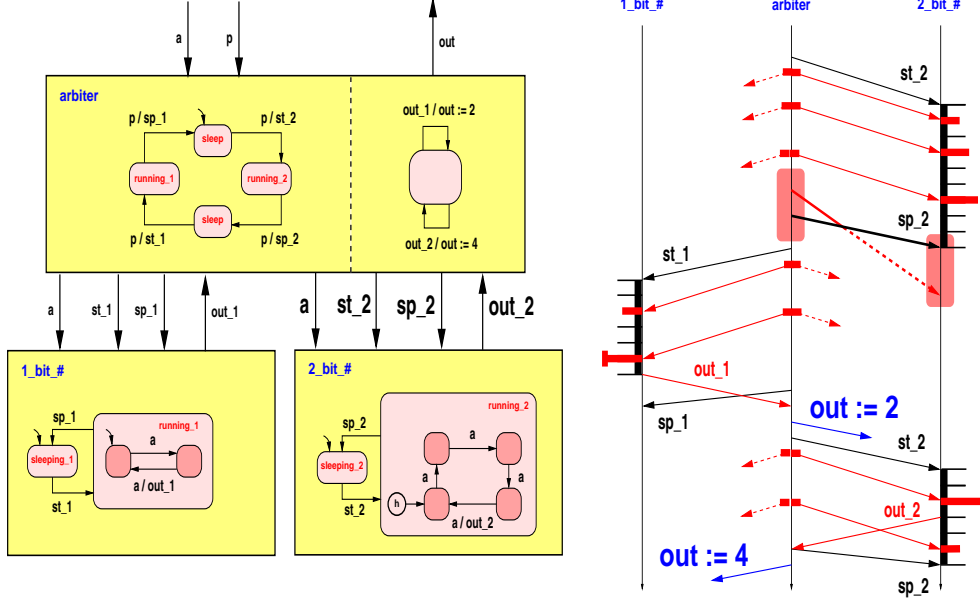 a
p
out
arbiter
p / sp_1
p / st_2
sleep
running_1
running_2
sleep
p / st_1
p / sp_2
out_1 / out := 2
out_2 / out := 4
a
st_1
sp_1
out_1
a
st_2
sp_2
out_2
1_bit_#
sp_1
running_1
sleeping_1
a
a / out_1
st_1
2_bit_#
running_2
sp_2
sleeping_2
st_2
h
a
a
a
a / out_2
1_bit_#
arbiter
2_bit_#
st_2
sp_2
st_1
out_1
sp_1
out := 2
st_2
out_2
out := 4
sp_2